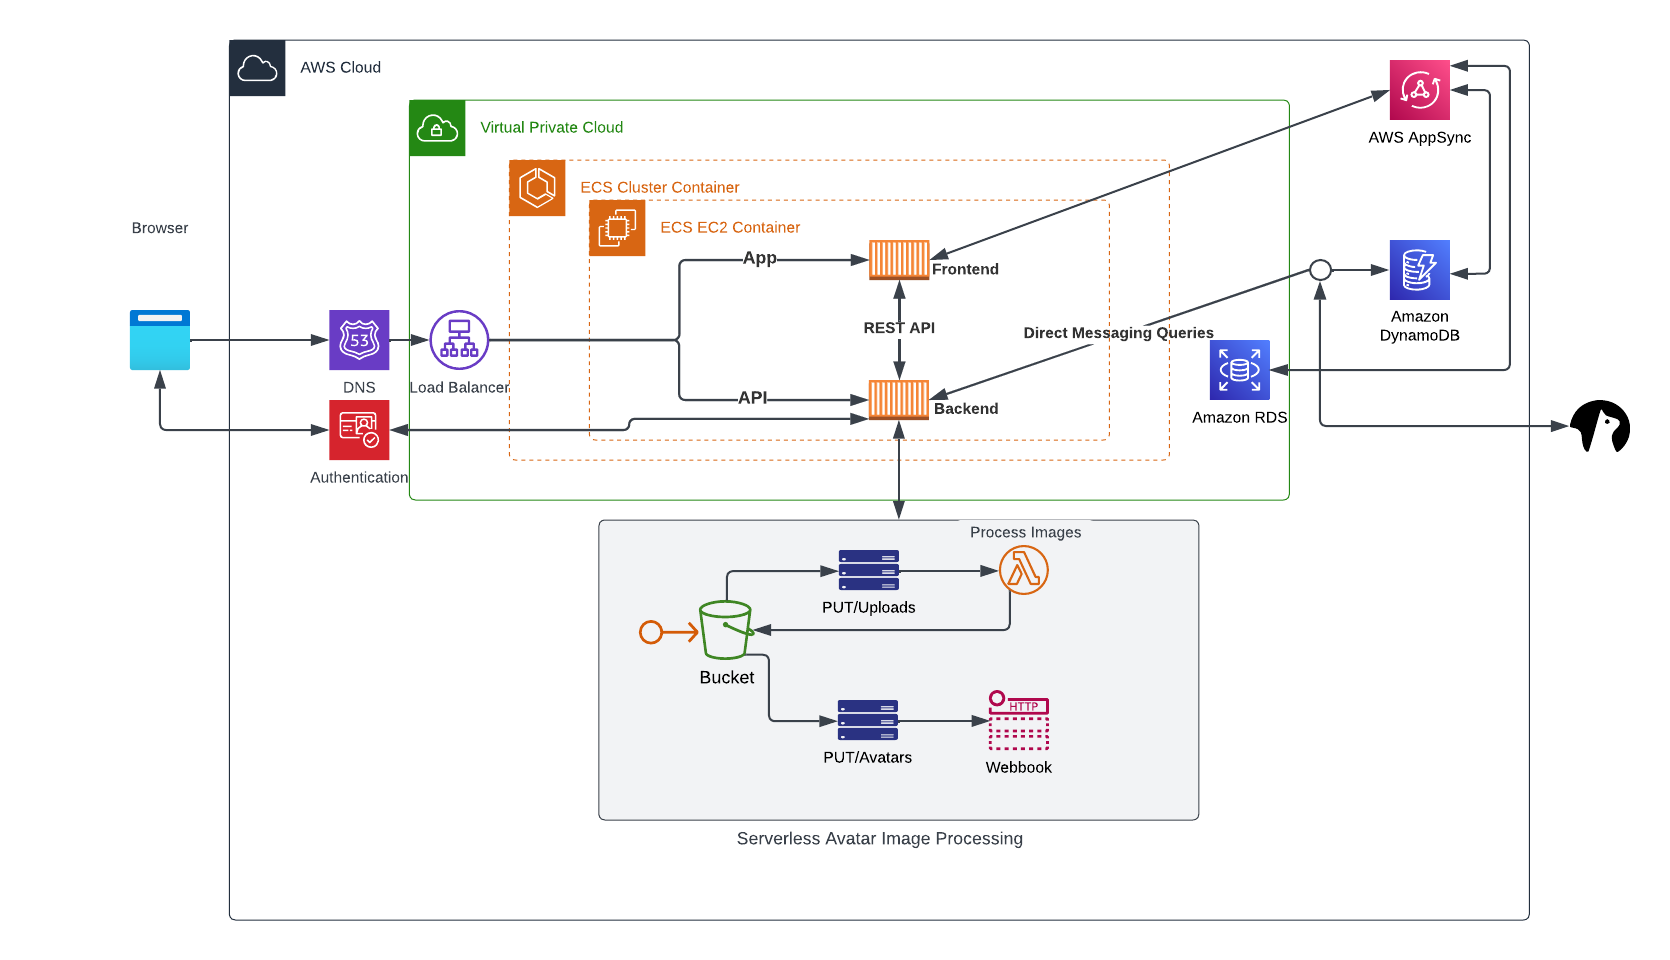 AWS Cloud
Virtual Private Cloud
AWS AppSync
ECS Cluster Container
Browser
ECS EC2 Container
App
Frontend
REST API
Amazon
DynamoDB
Direct Messaging Queries
53
DNS
Load Balancer
API
Backend
Amazon RDS
Authentication
Process Images
PUT/Uploads
Bucket
HTTP
PUT/Avatars
Webbook
Serverless Avatar Image Processing